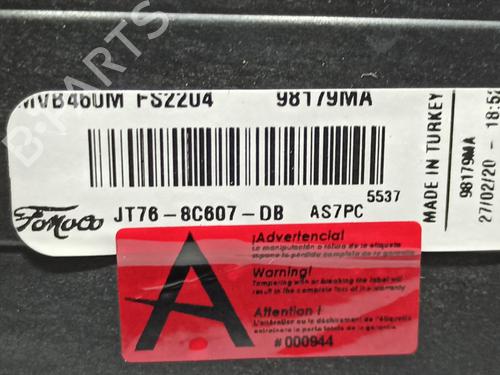 MVB460M FS2204 98179MA
5537
FoMoCo JT76-8C607-DB AS7PC
MADE IN TURKEY
98179MA
27/02/20 - 18:52
A
¡Advertencia!
La manipulación o rotura de la etiqueta
supone la pérdida completa de la garantía
Warning!
Tampering with or breaking the label will
result in the complete loss of the warranty.
Attention !
L'altération ou la déchirement de l'étiquette
entraînera la perte totale de la garantie
#000944
B-Parts